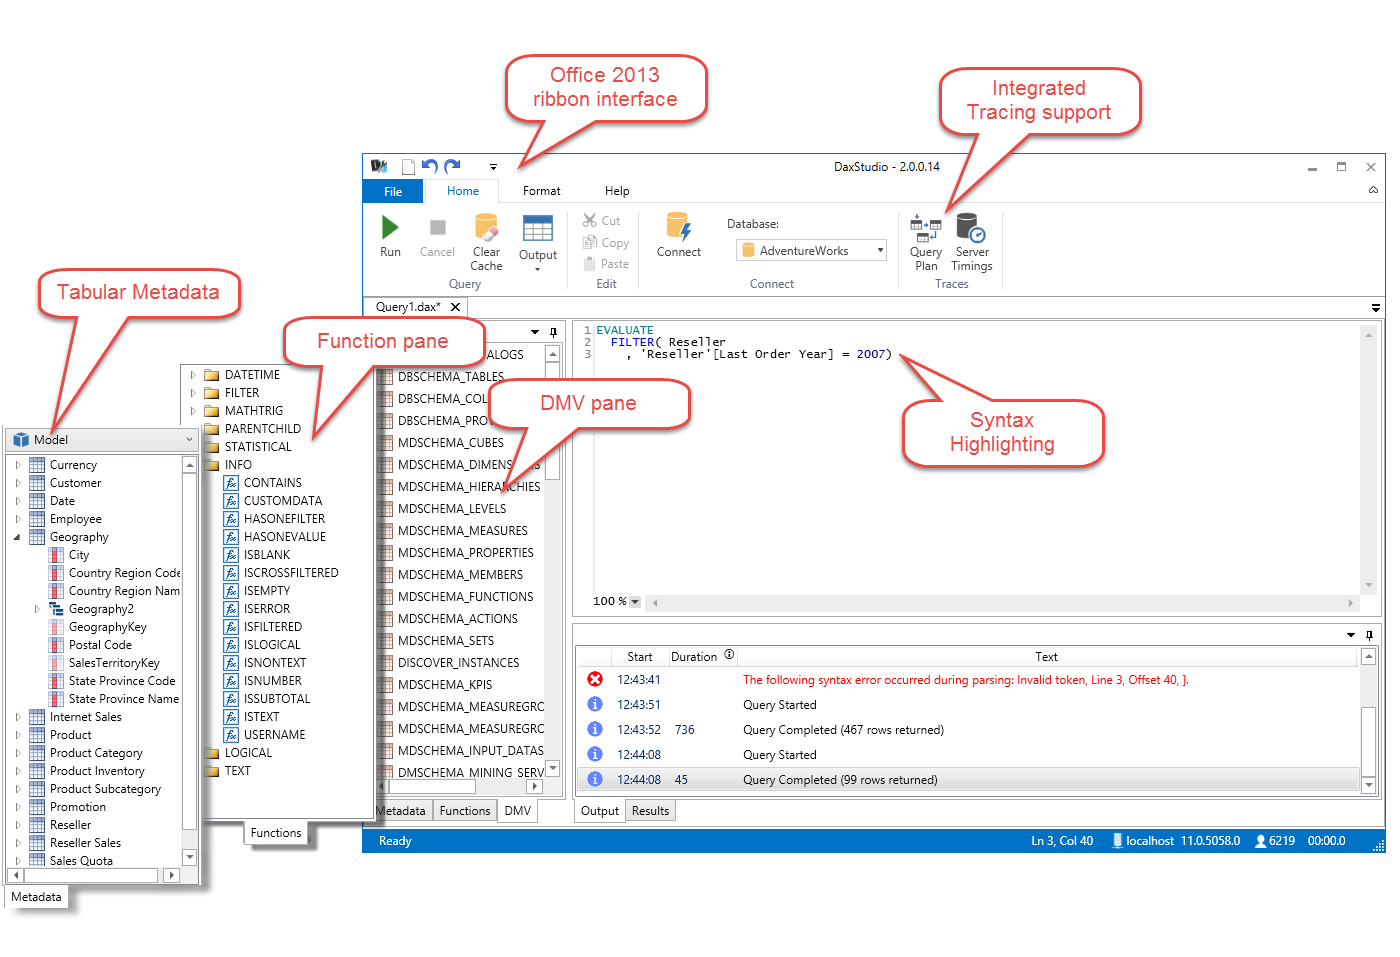 Office 2013
ribbon interface
Integrated
Tracing support
DaxStudio - 2.0.0.14
File
Home
Format
Help
Run
Cancel
Clear
Cache
Output
Query
Cut
Copy
Paste
Edit
Connect
Database:
AdventureWorks
Connect
Query
Plan
Server
Timings
Traces
Tabular Metadata
Function pane
DMV pane
Syntax
Highlighting
Query1.dax*
1 EVALUATE
2 FILTER( Reseller
3 , 'Reseller'[Last Order Year] = 2007)
100 %
Model
Currency
Customer
Date
Employee
Geography
City
Country Region Code
Country Region Nam
Geography2
GeographyKey
Postal Code
SalesTerritoryKey
State Province Code
State Province Name
Internet Sales
Product
Product Category
Product Inventory
Product Subcategory
Promotion
Reseller
Reseller Sales
Sales Quota
Metadata
DATETIME
FILTER
MATHTRIG
PARENTCHILD
STATISTICAL
INFO
CONTAINS
CUSTOMDATA
HASONEFILTER
HASONEVALUE
ISBLANK
ISCROSSFILTERED
ISEMPTY
ISERROR
ISFILTERED
ISLOGICAL
ISNONTEXT
ISNUMBER
ISSUBTOTAL
ISTEXT
USERNAME
LOGICAL
TEXT
Functions
ALOGS
DBSCHEMA_TABLES
DBSCHEMA_COL
DBSCHEMA_PRO
MDSCHEMA_CUBES
MDSCHEMA_DIMENSIONS
MDSCHEMA_HIERARCHIES
MDSCHEMA_LEVELS
MDSCHEMA_MEASURES
MDSCHEMA_PROPERTIES
MDSCHEMA_MEMBERS
MDSCHEMA_FUNCTIONS
MDSCHEMA_ACTIONS
MDSCHEMA_SETS
DISCOVER_INSTANCES
MDSCHEMA_KPIS
MDSCHEMA_MEASUREGRO
MDSCHEMA_MEASUREGRO
MDSCHEMA_INPUT_DATAS
DMSCHEMA_MINING_SERV
Metadata
Functions
DMV
Start Duration Text
12:43:41 The following syntax error occurred during parsing: Invalid token, Line 3, Offset 40, ].
12:43:51 Query Started
12:43:52 736 Query Completed (467 rows returned)
12:44:08 Query Started
12:44:08 45 Query Completed (99 rows returned)
Output
Results
Ready
Ln 3, Col 40
localhost 11.0.5058.0
6219
00:00.0